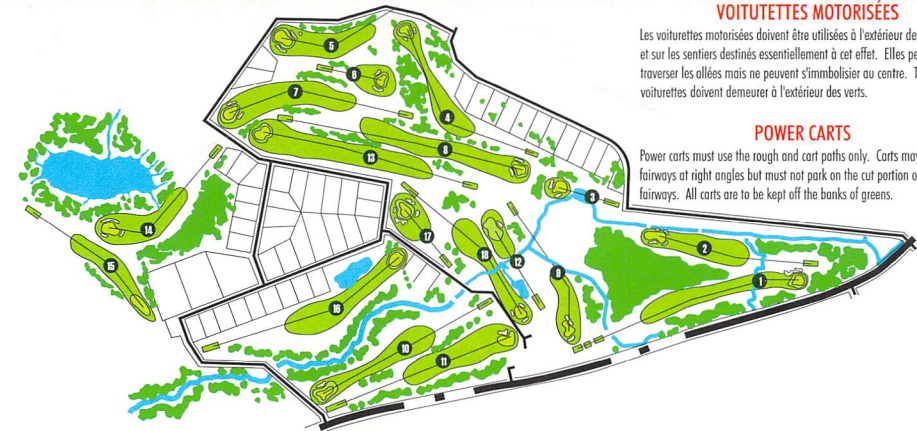 VOITUTETTES MOTORISÉES
Les voiturettes motorisées doivent être utilisées à l'extérieur de
et sur les sentiers destinés essentiellement à cet effet. Elles pe
traverser les allées mais ne peuvent s'immbolisier au centre. T
voiturettes doivent demeurer à l'extérieur des verts.
POWER CARTS
Power carts must use the rough and cart paths only. Carts may
fairways at right angles but must not park on the cut portion o
fairways. All carts are to be kept off the banks of greens.
5
6
7
4
8
13
3
14
17
18
12
2
15
9
1
16
10
11